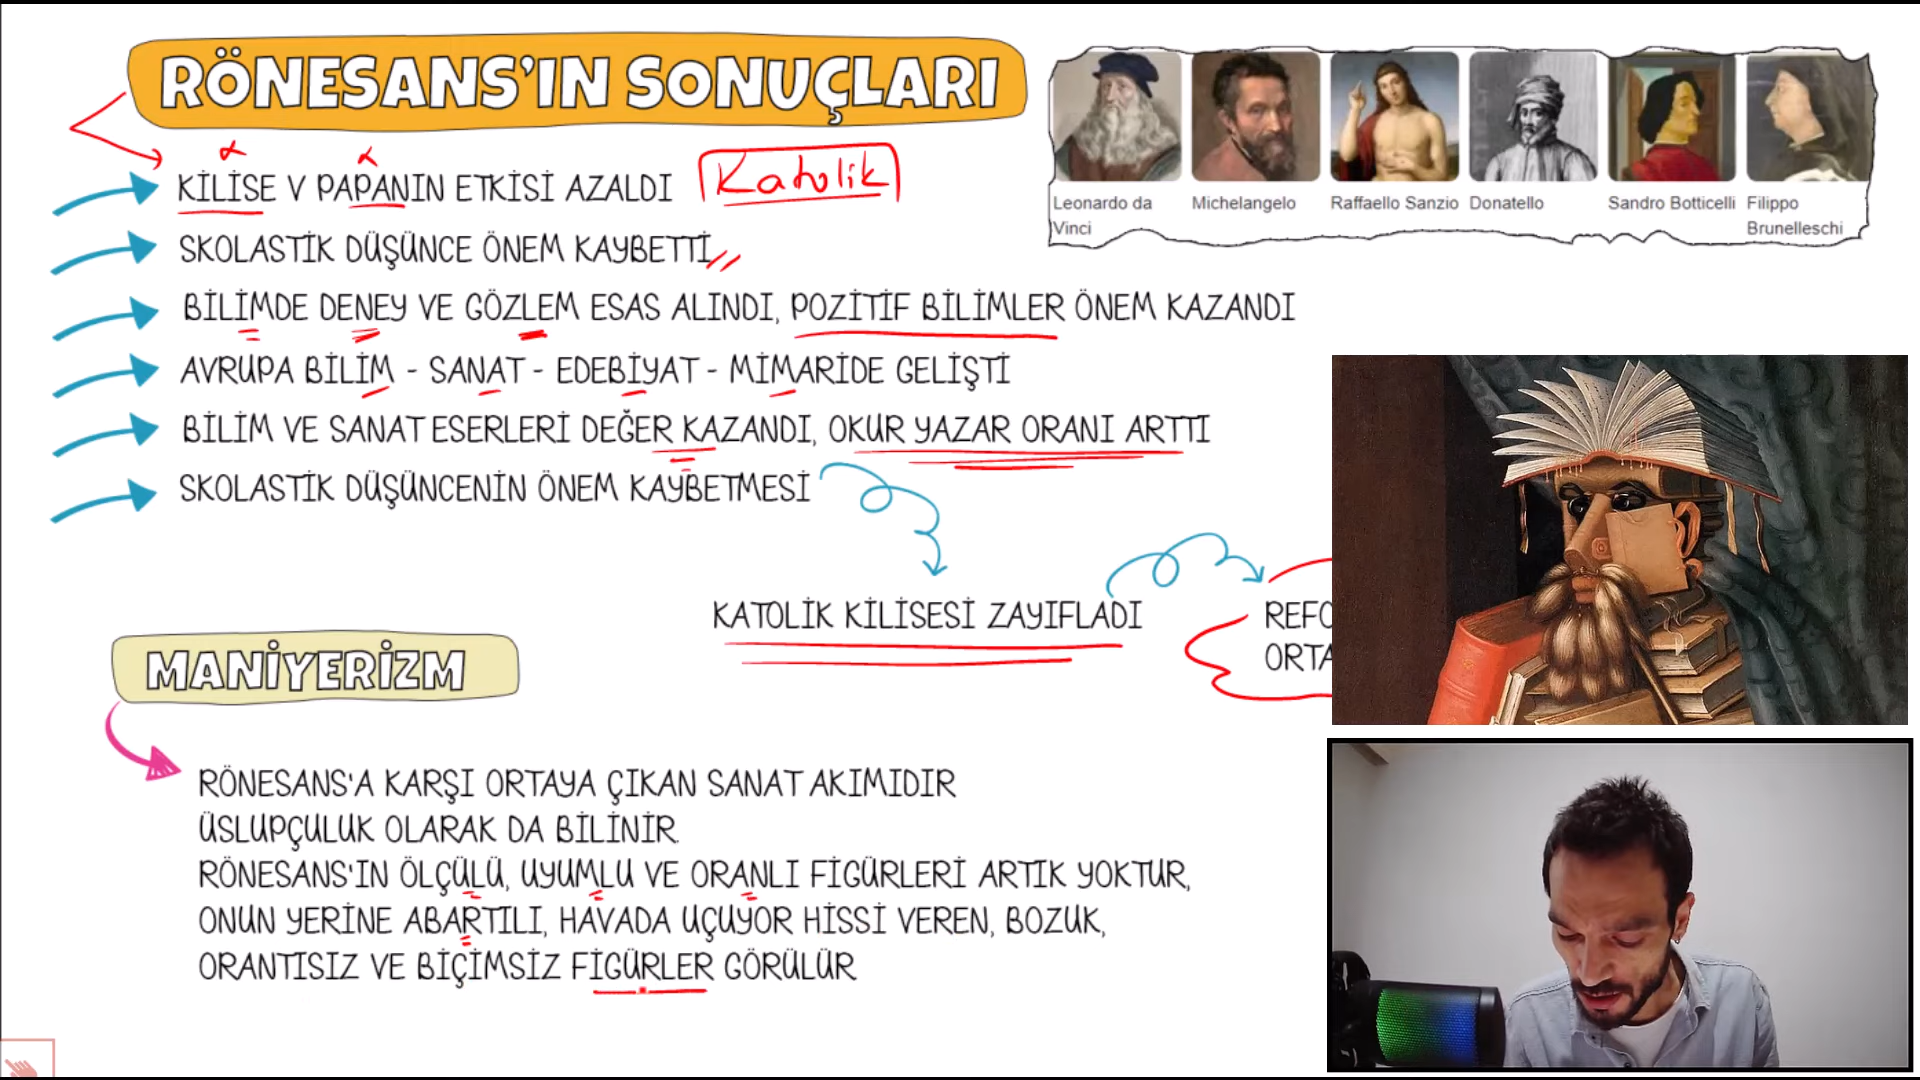 RÖNESANS'IN SONUÇLARI
KİLİSE V PAPANIN ETKİSİ AZALDI
Katolik
SKOLASTİK DÜŞÜNCE ÖNEM KAYBETTİ
BİLİMDE DENEY VE GÖZLEM ESAS ALINDI, POZİTİF BİLİMLER ÖNEM KAZANDI
AVRUPA BİLİM - SANAT - EDEBİYAT - MİMARİDE GELİŞTİ
BİLİM VE SANAT ESERLERİ DEĞER KAZANDI, OKUR YAZAR ORANI ARTTI
SKOLASTİK DÜŞÜNCENİN ÖNEM KAYBETMESİ
KATOLİK KİLİSESİ ZAYIFLADI
REFO
ORTA
Leonardo da
Vinci
Michelangelo
Raffaello Sanzio
Donatello
Sandro Botticelli
Filippo
Brunelleschi
MANİYERİZM
RÖNESANS'A KARŞI ORTAYA ÇIKAN SANAT AKIMIDIR
ÜSLUPÇULUK OLARAK DA BİLİNİR.
RÖNESANS'IN ÖLÇÜLÜ, UYUMLU VE ORANLI FİGÜRLERİ ARTIK YOKTUR,
ONUN YERİNE ABARTILI, HAVADA UÇUYOR HİSSİ VEREN, BOZUK,
ORANTISIZ VE BİÇİMSİZ FİGÜRLER GÖRÜLÜR